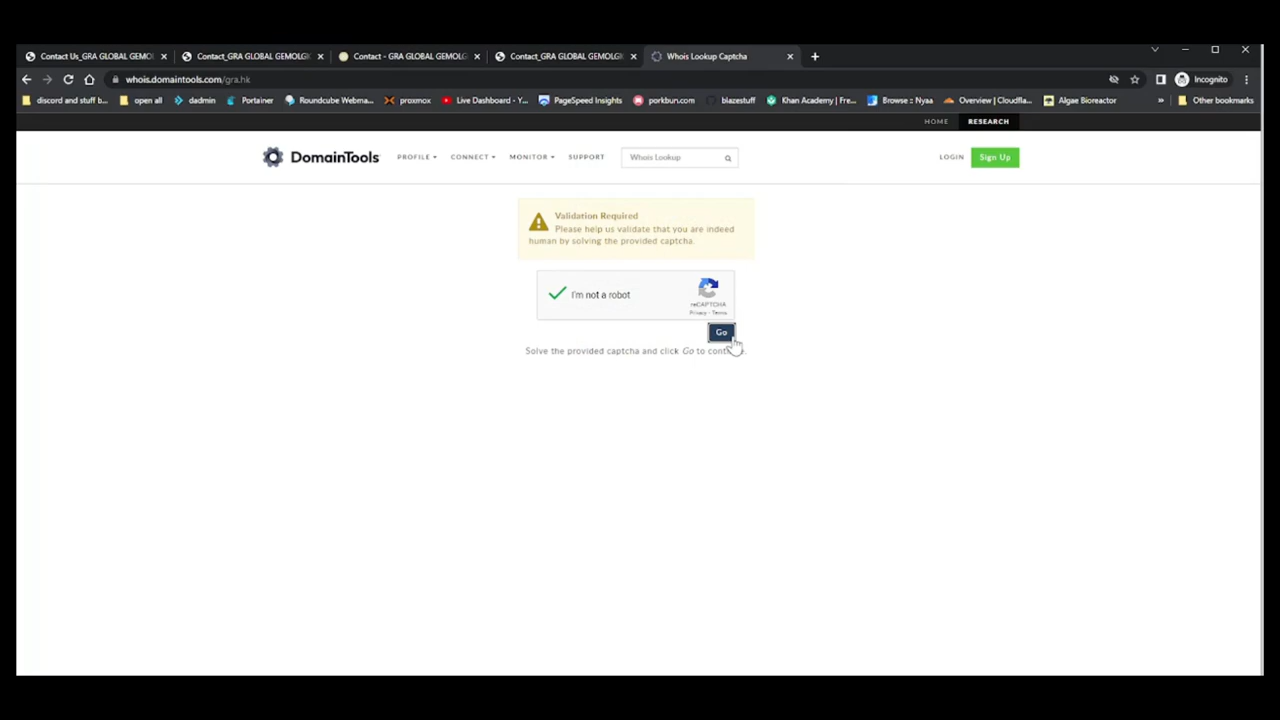 Contact Us_GRA GLOBAL GEMOL
Contact_GRA GLOBAL GEMOLGI
Contact - GRA GLOBAL GEMOLG
Contact_GRA GLOBAL GEMOLGI
Whois Lookup Captcha
whois.domaintools.com/gra.hk
Incognito
discord and stuff b...
open all
dadmin
Portainer
Roundcube Webma...
proxmox
Live Dashboard - Y...
PageSpeed Insights
porkbun.com
blazestuff
Khan Academy | Fre...
Browse :: Nyaa
Overview | Cloudfla...
Algae Bioreactor
»
Other bookmarks
HOME
RESEARCH
DomainTools
PROFILE
CONNECT
MONITOR
SUPPORT
Whois Lookup
LOGIN
Sign Up
Validation Required
Please help us validate that you are indeed
human by solving the provided captcha.
I'm not a robot
reCAPTCHA
Privacy - Terms
Go
Solve the provided captcha and click Go to